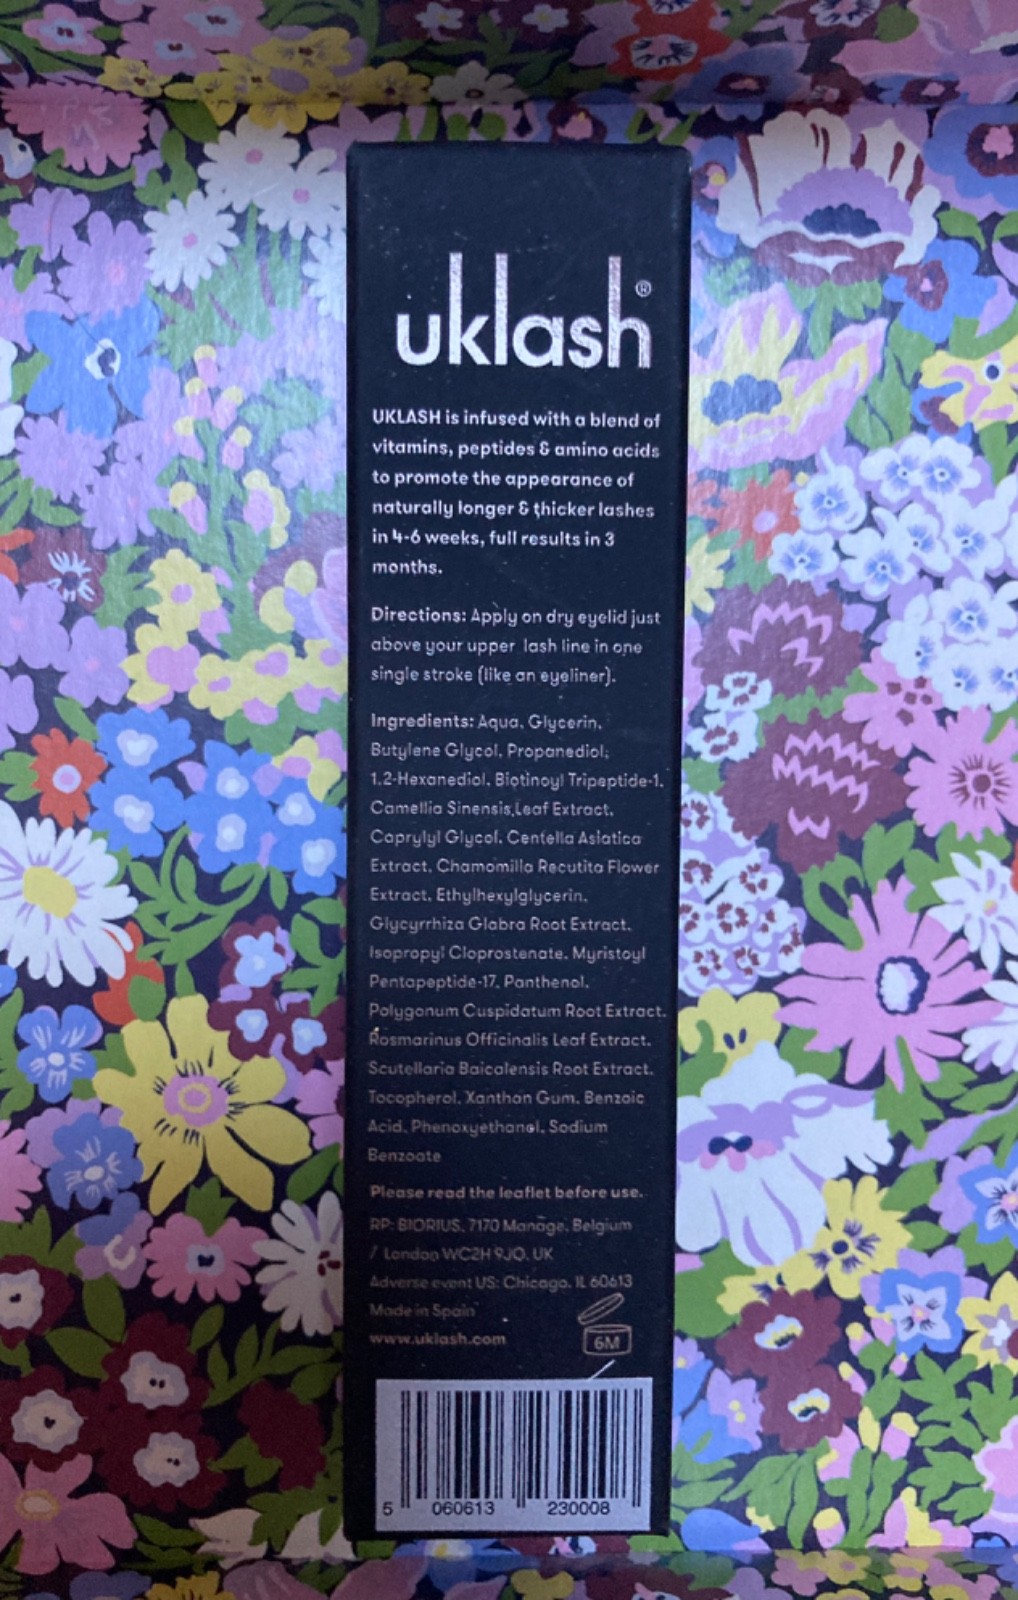 uklash®
UKLASH is infused with a blend of
vitamins, peptides & amino acids
to promote the appearance of
naturally longer & thicker lashes
in 4-6 weeks, full results in 3
months.
Directions: Apply on dry eyelid just
above your upper lash line in one
single stroke (like an eyeliner).
Ingredients: Aqua, Glycerin,
Butylene Glycol, Propanediol,
1,2-Hexanediol, Biotinoyl Tripeptide-1,
Camellia Sinensis Leaf Extract,
Caprylyl Glycol, Centella Asiatica
Extract, Chamomilla Recutita Flower
Extract, Ethylhexylglycerin,
Glycyrrhiza Glabra Root Extract,
Isopropyl Cloprostenate, Myristoyl
Pentapeptide-17, Panthenol,
Polygonum Cuspidatum Root Extract,
Rosmarinus Officinalis Leaf Extract,
Scutellaria Baicalensis Root Extract,
Tocopherol, Xanthan Gum, Benzoic
Acid, Phenoxyethanol, Sodium
Benzoate
Please read the leaflet before use.
RP: BIORIUS, 7170 Manage, Belgium
/ London WC2H 9JQ, UK
Adverse event US: Chicago, IL 60613
Made in Spain
www.uklash.com
6M
5 060613 230008